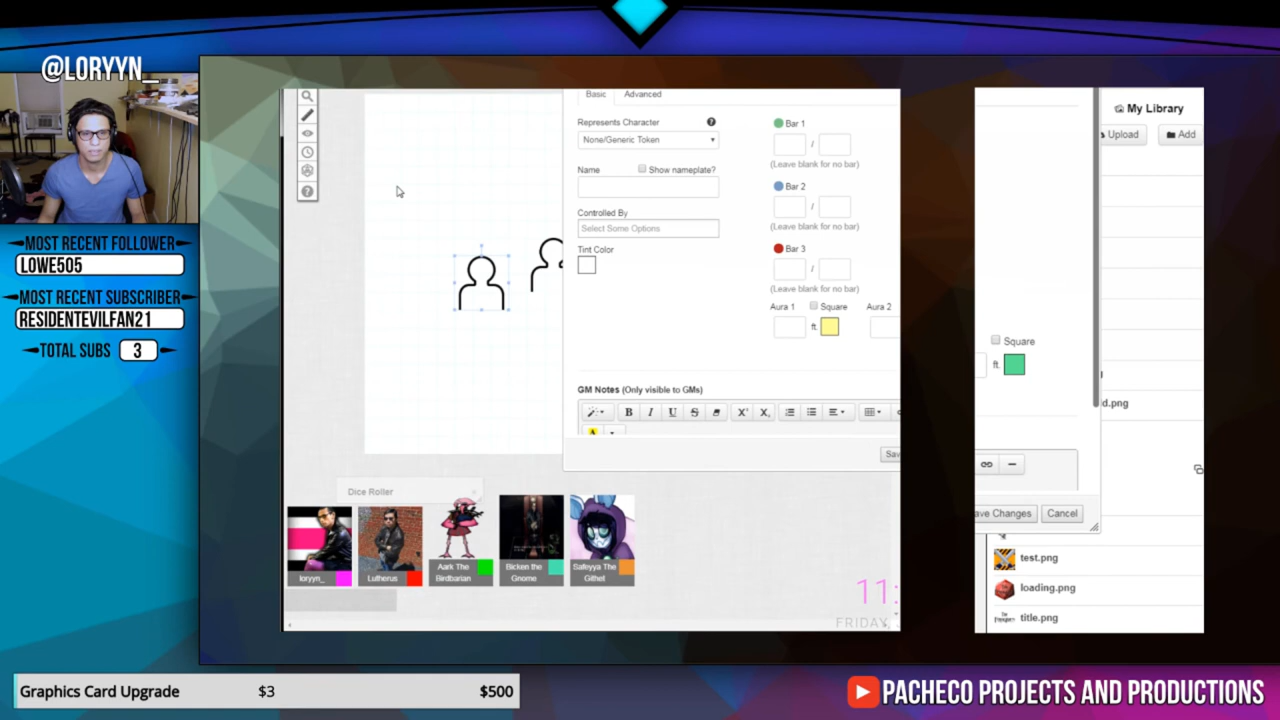 @LORYYN_
MOST RECENT FOLLOWER
LOWE505
MOST RECENT SUBSCRIBER
RESIDENTEVILFAN21
TOTAL SUBS 3
Basic Advanced
Represents Character
None/Generic Token
Name Show nameplate?
Controlled By
Select Some Options
Tint Color
Bar 1
/
(Leave blank for no bar)
Bar 2
/
(Leave blank for no bar)
Bar 3
/
(Leave blank for no bar)
Aura 1 Square Aura 2
ft.
GM Notes (Only visible to GMs)
B I U S X² X₂
A
Sav
Dice Roller
loryyn_
Lutherus
Aark The
Birdbarian
Bicken the
Gnome
Safeyya The
Githet
11:
FRIDAY,
My Library
Upload Add
Square
ft.
d.png
ave Changes Cancel
test.png
loading.png
title.png
Graphics Card Upgrade $3 $500
PACHECO PROJECTS AND PRODUCTIONS